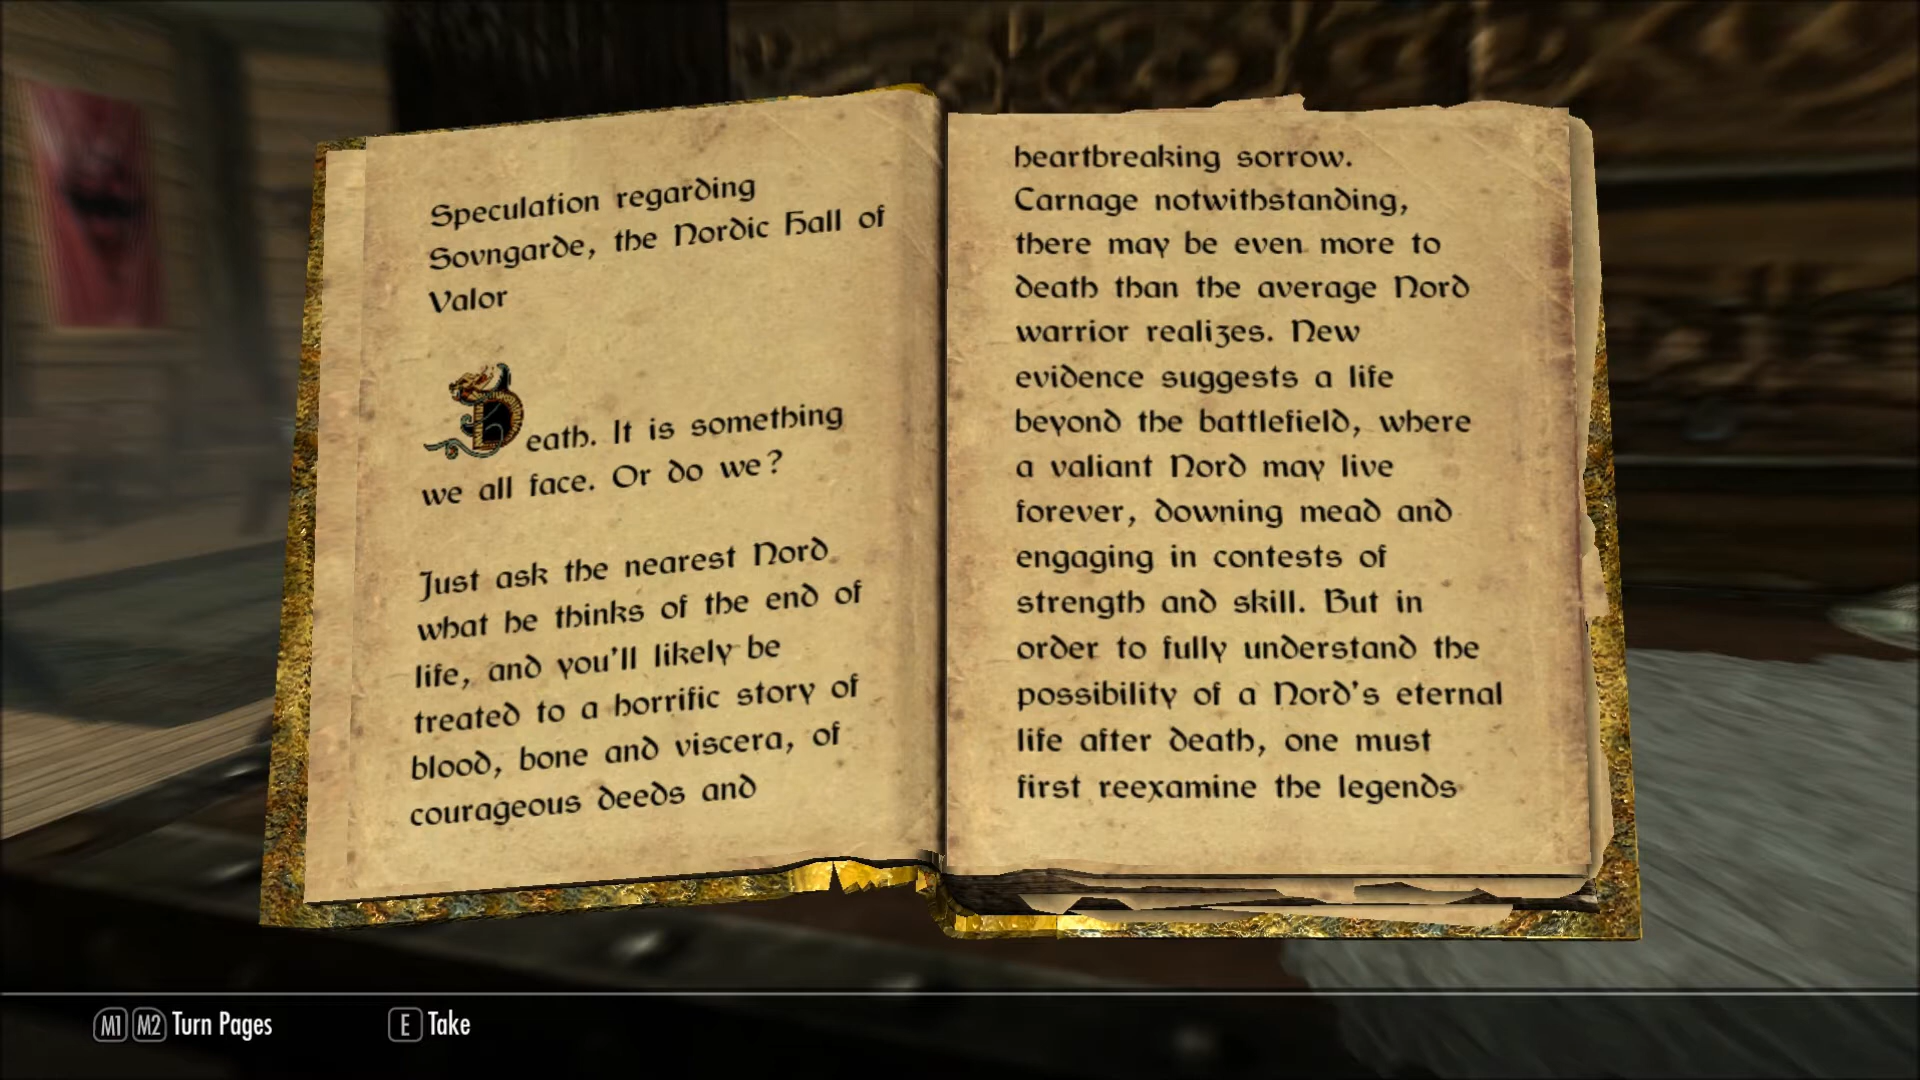 Speculation regarding
Sovngarde, the Nordic Hall of
Valor
Death. It is something
we all face. Or do we?
Just ask the nearest Nord
what he thinks of the end of
life, and you'll likely be
treated to a horrific story of
blood, bone and viscera, of
courageous deeds and
heartbreaking sorrow.
Carnage notwithstanding,
there may be even more to
death than the average Nord
warrior realizes. New
evidence suggests a life
beyond the battlefield, where
a valiant Nord may live
forever, downing mead and
engaging in contests of
strength and skill. But in
order to fully understand the
possibility of a Nord's eternal
life after death, one must
first reexamine the legends
M1 M2 Turn Pages
E Take